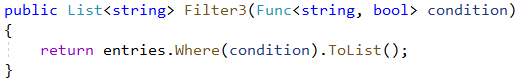 public List<string> Filter3(Func<string, bool> condition)
{
    return entries.Where(condition).ToList();
}